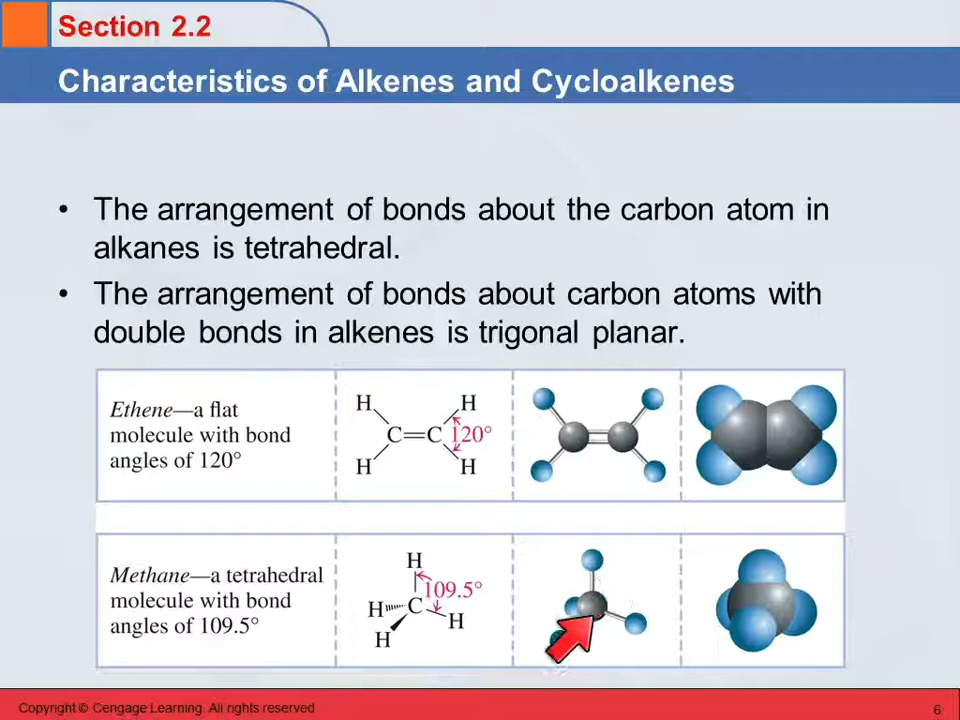 Section 2.2
Characteristics of Alkenes and Cycloalkenes
• The arrangement of bonds about the carbon atom in
alkanes is tetrahedral.
• The arrangement of bonds about carbon atoms with
double bonds in alkenes is trigonal planar.
Ethene—a flat
molecule with bond
angles of 120°
H H
C=C 120°
H H
Methane—a tetrahedral
molecule with bond
angles of 109.5°
H
109.5°
H C
H
H
Copyright © Cengage Learning. All rights reserved
6